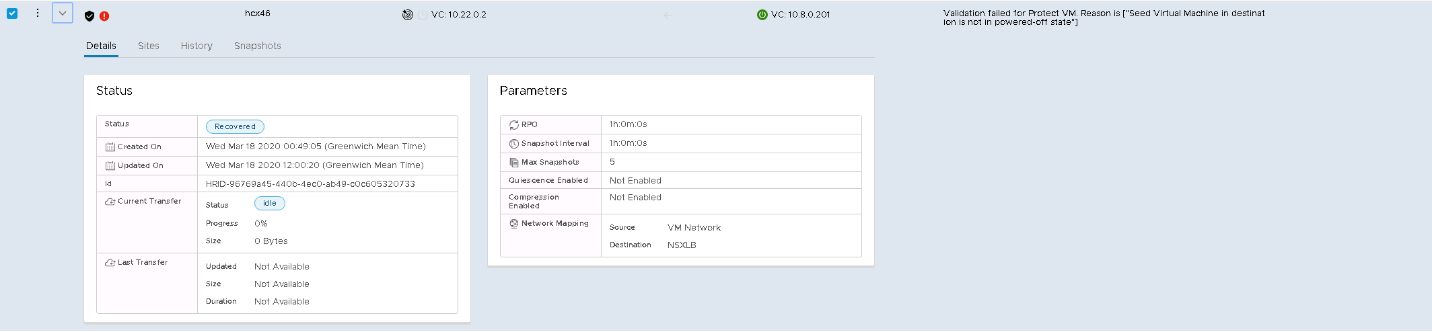 hcx46
VC: 10.22.0.2
VC: 10.8.0.201
Validation failed for Protect VM. Reason is ["Seed Virtual Machine in destinat
ion is not in powered-off state"]
Details
Sites
History
Snapshots
Status
Status
Recovered
Created On
Wed Mar 18 2020 00:49:05 (Greenwich Mean Time)
Updated On
Wed Mar 18 2020 12:00:20 (Greenwich Mean Time)
Id
HRID-96769a45-440b-4ec0-ab49-c0c605320733
Current Transfer
Status
idle
Progress
0%
Size
0 Bytes
Last Transfer
Updated
Not Available
Size
Not Available
Duration
Not Available
Parameters
RPO
1h:0m:0s
Snapshot Interval
1h:0m:0s
Max Snapshots
5
Quiescence Enabled
Not Enabled
Compression
Enabled
Not Enabled
Network Mapping
Source
VM Network
Destination
NSXLB